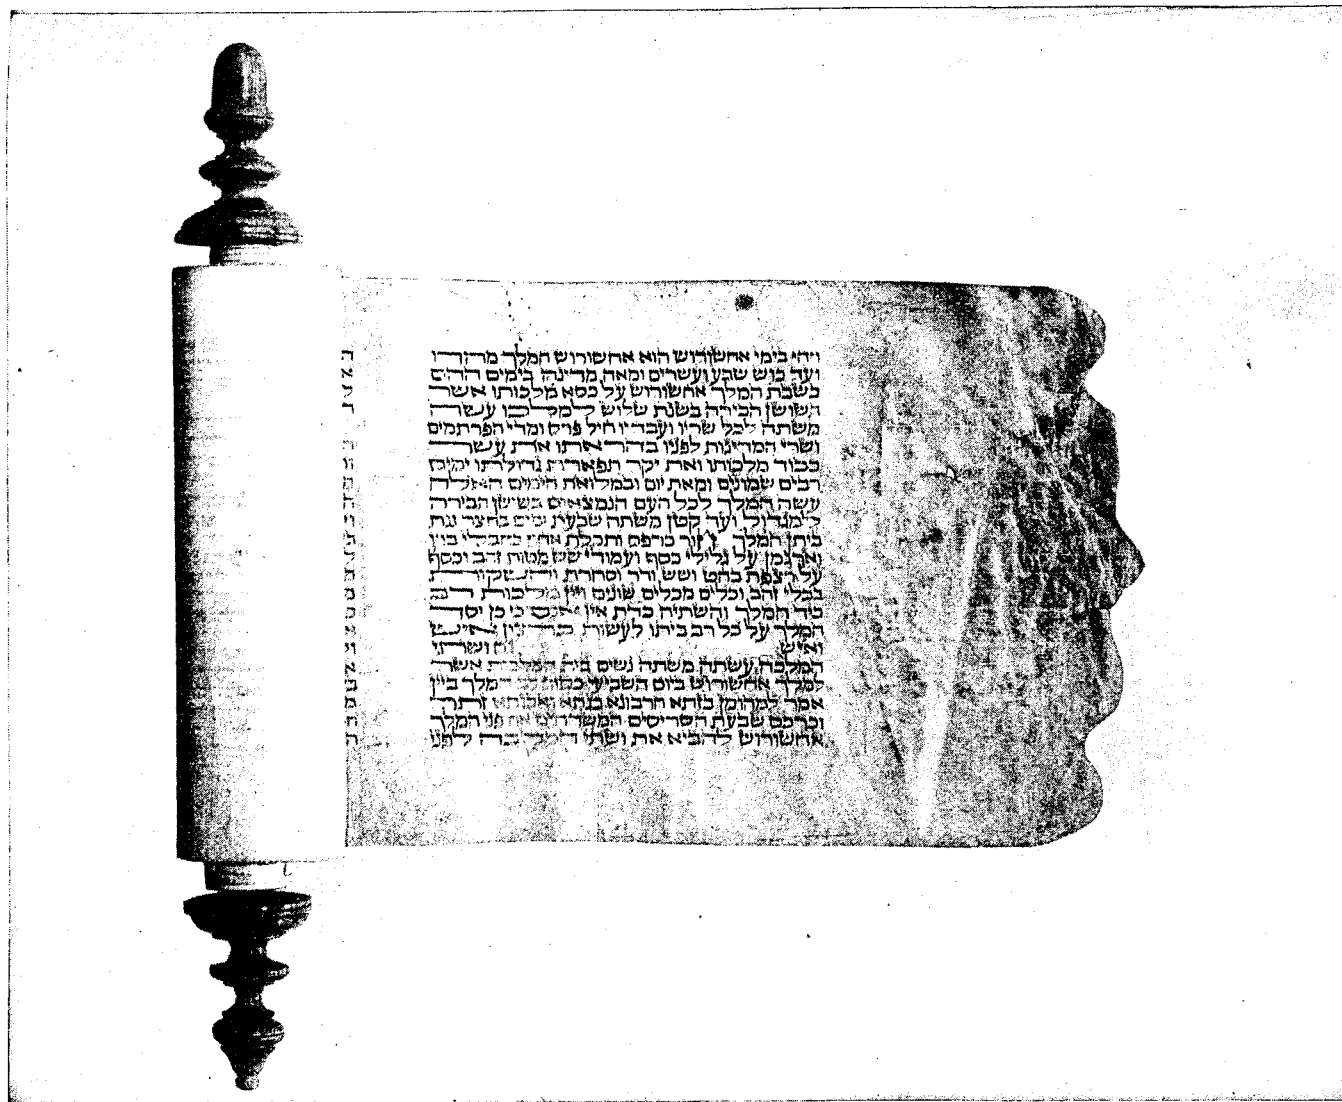 ויהי בימי אחשורוש הוא אחשורוש המלך מהדו
ועד כוש שבע ועשרים ומאה מדינה בימים ההם
כשבת המלך אחשורוש על כסא מלכותו אשר
בשושן הבירה בשנת שלוש למלכו עשה
משתה לכל שריו ועבדיו חיל פרס ומדי הפרתמים
ושרי המדינות לפניו בהראתו את עשר
כבוד מלכותו ואת יקר תפארת גדולתו ימים
רבים שמונים ומאת יום ובמלואת הימים האלה
עשה המלך לכל העם הנמצאים בשושן הבירה
למגדול ועד קטן משתה שבעת ימים בחצר גנת
ביתן המלך חור כרפס ותכלת אחוז בחבלי בוץ
וארגמן על גלילי כסף ועמודי שש מטות זהב וכסף
על רצפת בהט ושש ודר וסחרת והשקות
בכלי זהב וכלים מכלים שונים ויין מלכות רב
כיד המלך והשתיה כדת אין אנס כי כן יסד
המלך על כל רב ביתו לעשות כרצון איש
ואיש גם ושתי
המלכה עשתה משתה נשים בית המלכות אשר
למלך אחשורוש ביום השביעי כטוב לב המלך ביין
אמר למהומן בזתא חרבונא בגתא ואבגתא זתר
וכרכס שבעת הסריסים המשרתים את פני המלך
אחשורוש להביא את ושתי המלכה לפני